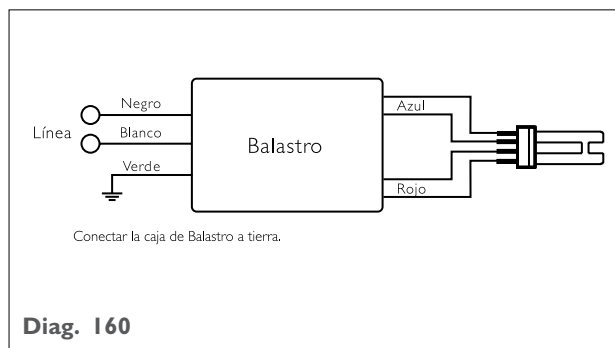 Negro
Azul
Línea
Blanco
Balastro
Verde
Rojo
Conectar la caja de Balastro a tierra.
Diag. 160